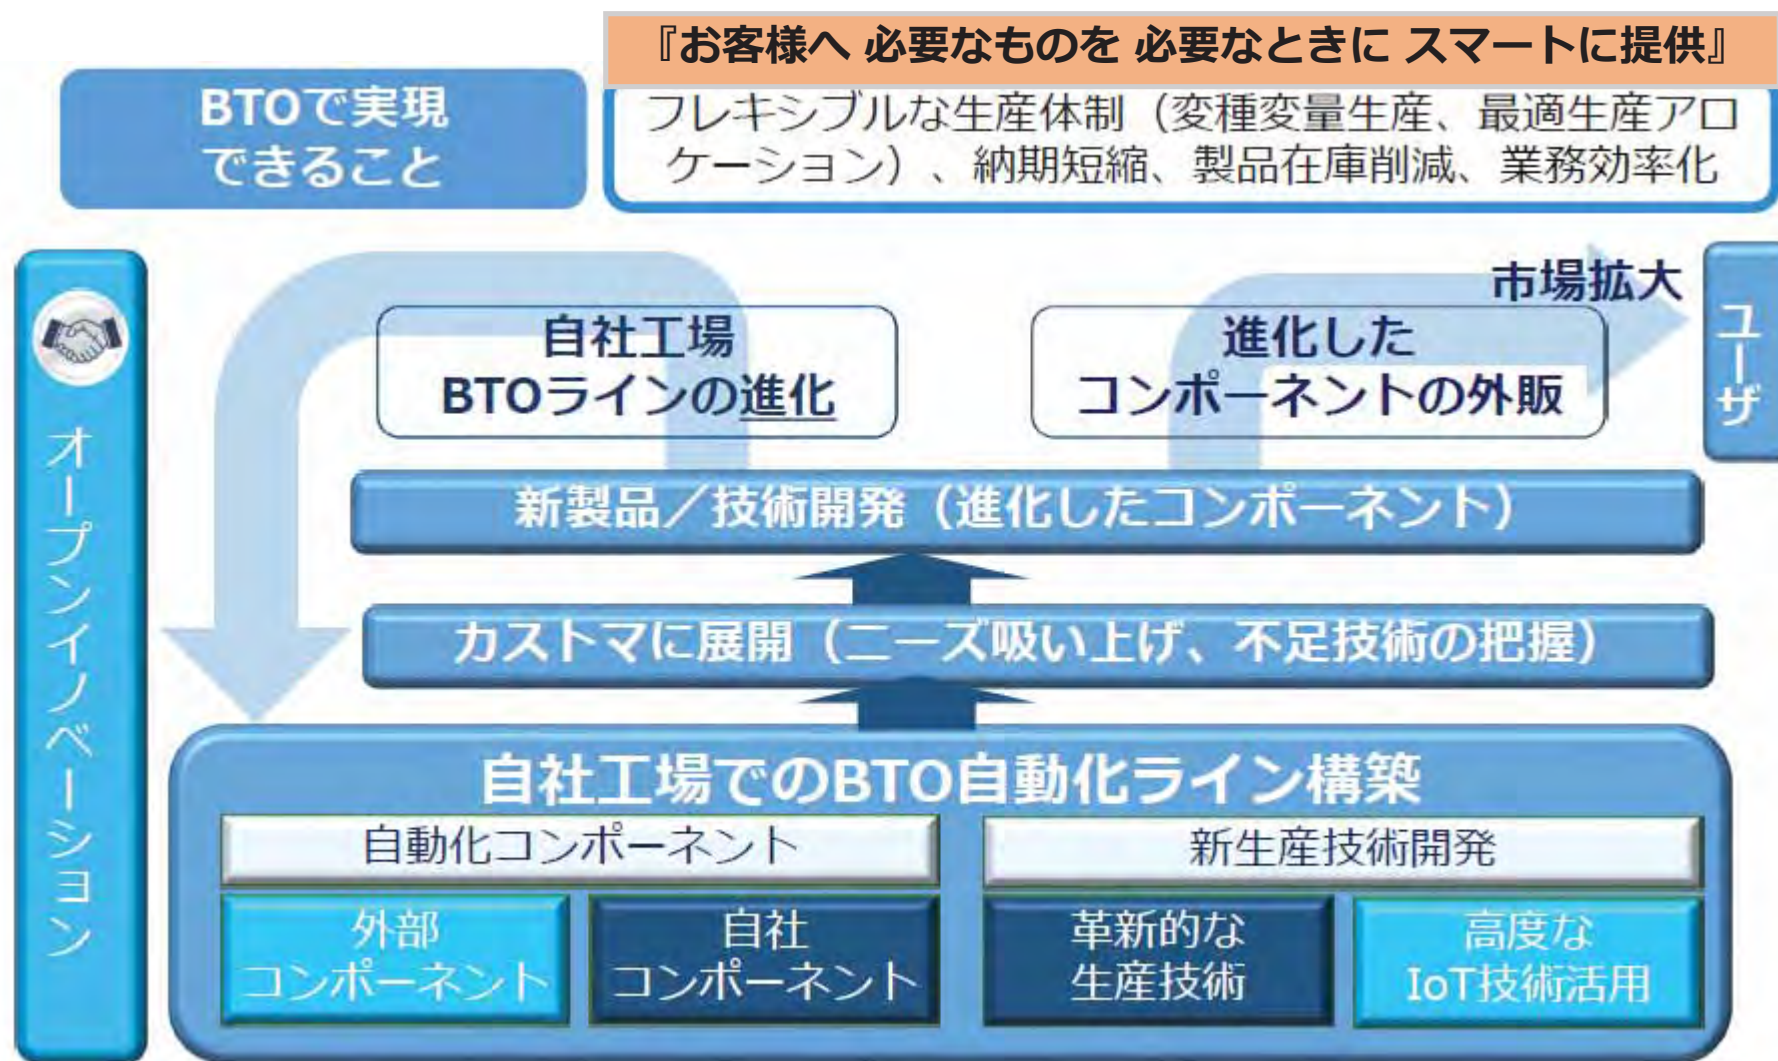 『お客様へ 必要なものを 必要なときに スマートに提供』
BTOで実現
できること
フレキシブルな生産体制（変種変量生産、最適生産アロ
ケーション）、納期短縮、製品在庫削減、業務効率化
オープンイノベーション
自社工場
BTOラインの進化
市場拡大
進化した
コンポーネントの外販
ユーザ
新製品／技術開発（進化したコンポーネント）
カストマに展開（ニーズ吸い上げ、不足技術の把握）
自社工場でのBTO自動化ライン構築
自動化コンポーネント
新生産技術開発
外部
コンポーネント
自社
コンポーネント
革新的な
生産技術
高度な
IoT技術活用